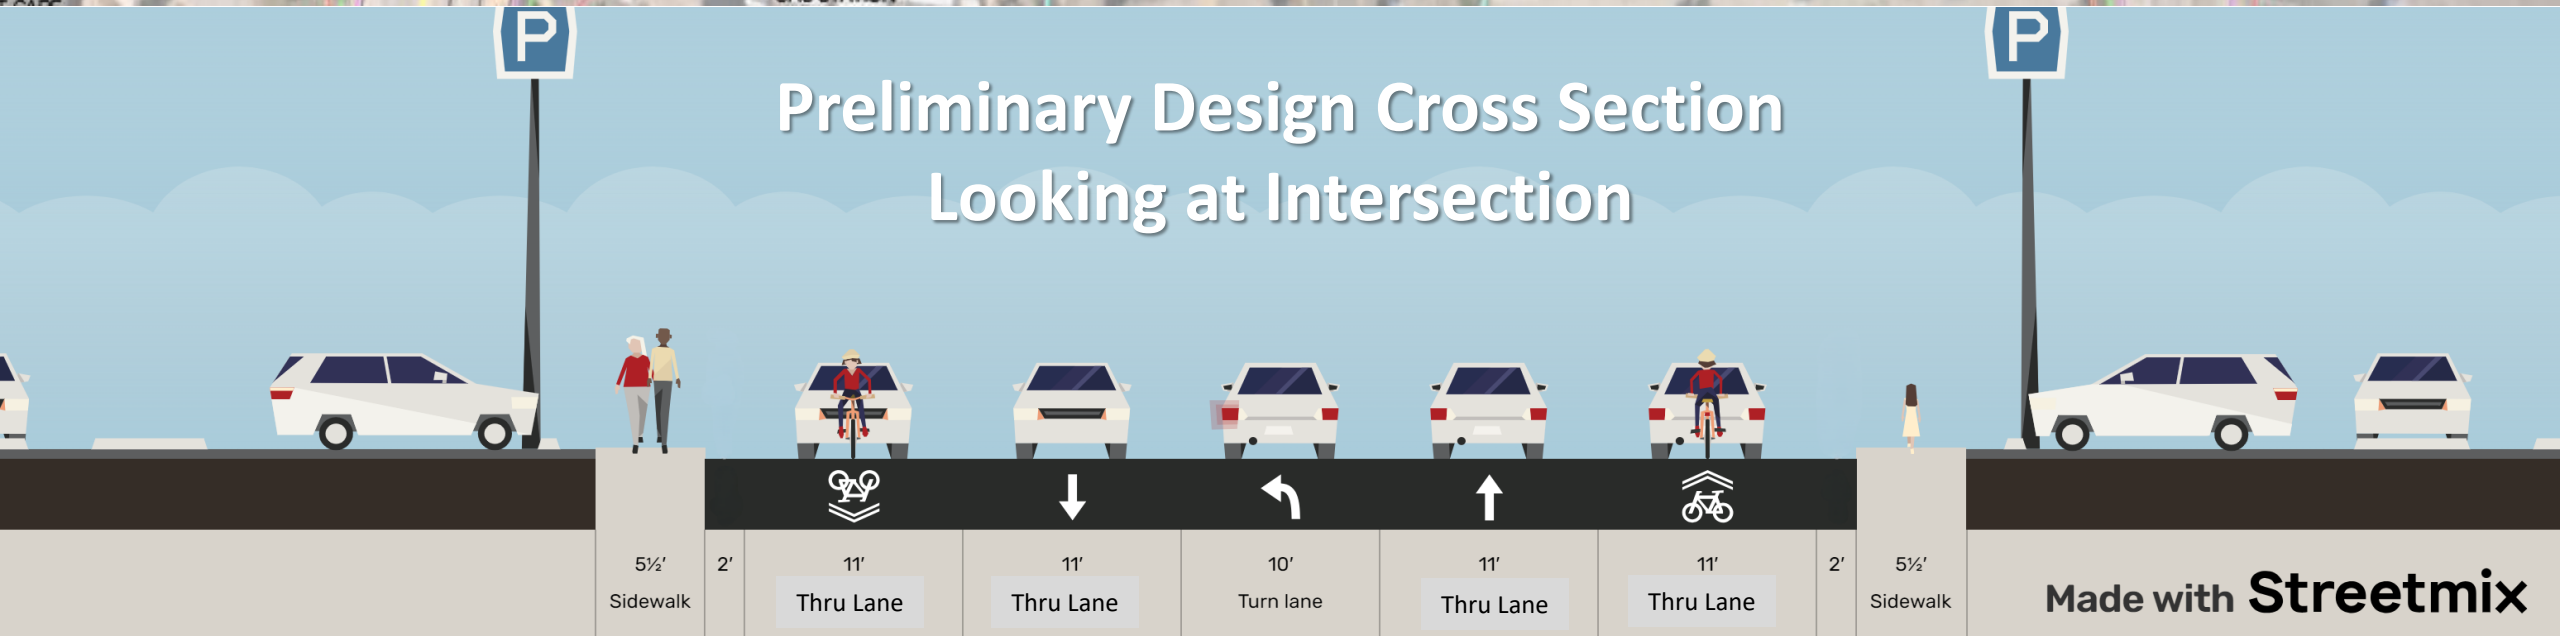 P
P
Preliminary Design Cross Section
Looking at Intersection
5½′ 2′ 11′ 11′ 10′ 11′ 11′ 2′ 5½′
Sidewalk Thru Lane Thru Lane Turn lane Thru Lane Thru Lane Sidewalk
Made with Streetmix